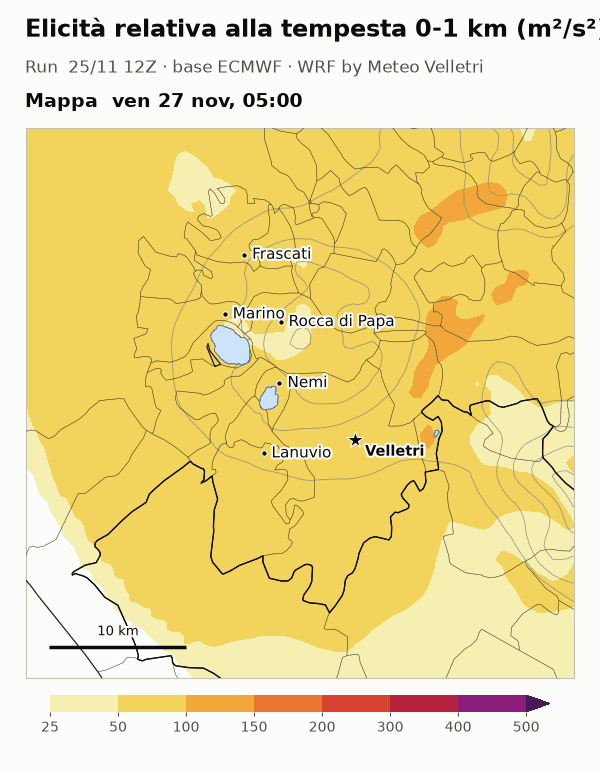 Elicità relativa alla tempesta 0-1 km (m²/s²)
Run  25/11 12Z · base ECMWF · WRF by Meteo Velletri
Mappa  ven 27 nov, 05:00
Frascati
Marino
Rocca di Papa
Nemi
Velletri
Lanuvio
10 km
25 50 100 150 200 300 400 500